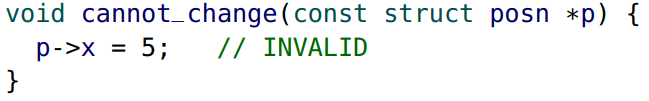 void cannot_change(const struct posn *p) {
  p->x = 5;   // INVALID
}